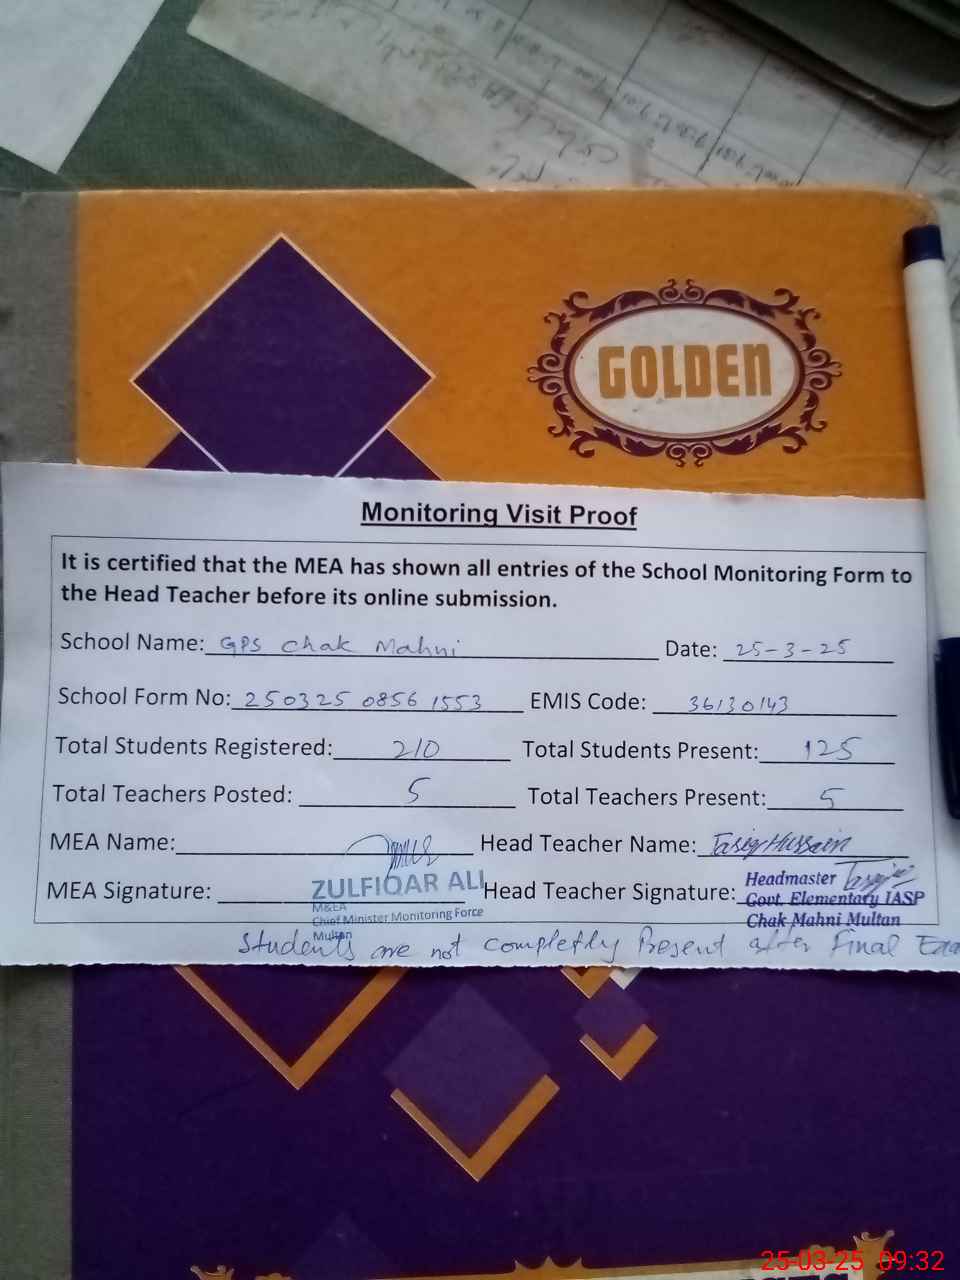 GOLDEN
Monitoring Visit Proof
It is certified that the MEA has shown all entries of the School Monitoring Form to
the Head Teacher before its online submission.
School Name: GPS Chak Mahni Date: 25-3-25
School Form No: 250325 0856 1553 EMIS Code: 36130143
Total Students Registered: 210 Total Students Present: 125
Total Teachers Posted: 5 Total Teachers Present: 5
MEA Name: Head Teacher Name: Tariq Hussain
MEA Signature: ZULFIQAR ALI Head Teacher Signature: Headmaster
M&EA Govt. Elementary IASP
Chief Minister Monitoring Force Chak Mahni Multan
Multan
Students are not completly Present after Final
25-03-25 09:32